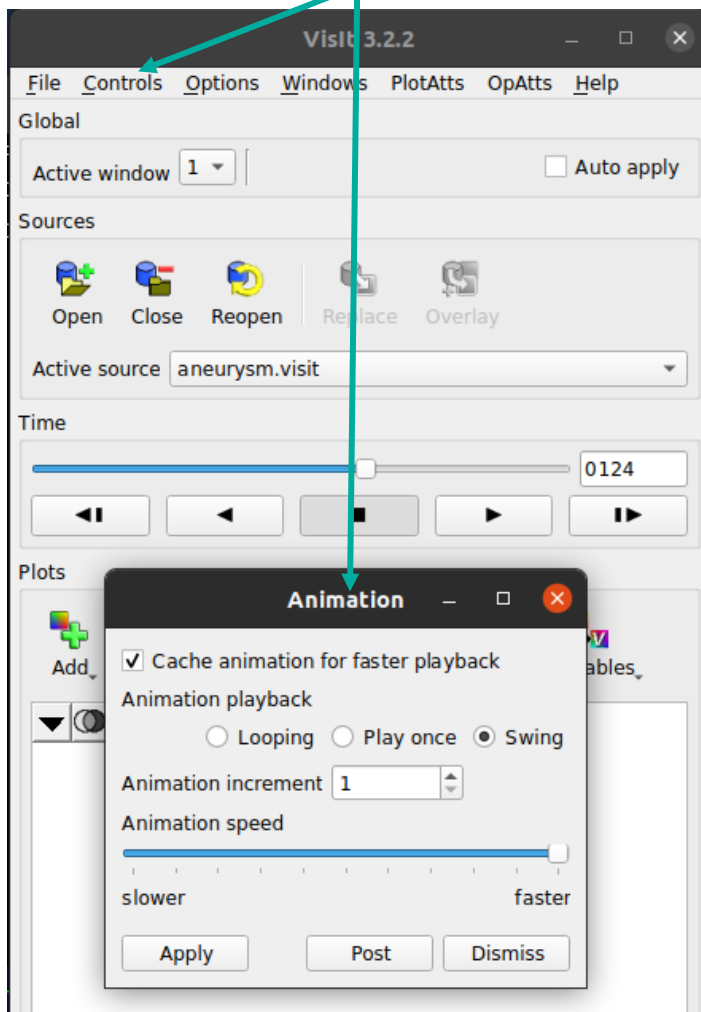 VisIt 3.2.2
File Controls Options Windows PlotAtts OpAtts Help
Global
Active window 1 Auto apply
Sources
Open Close Reopen Replace Overlay
Active source aneurysm.visit
Time
0124
Plots
Animation
Add ables
Cache animation for faster playback
Animation playback
Looping Play once Swing
Animation increment 1
Animation speed
slower faster
Apply Post Dismiss